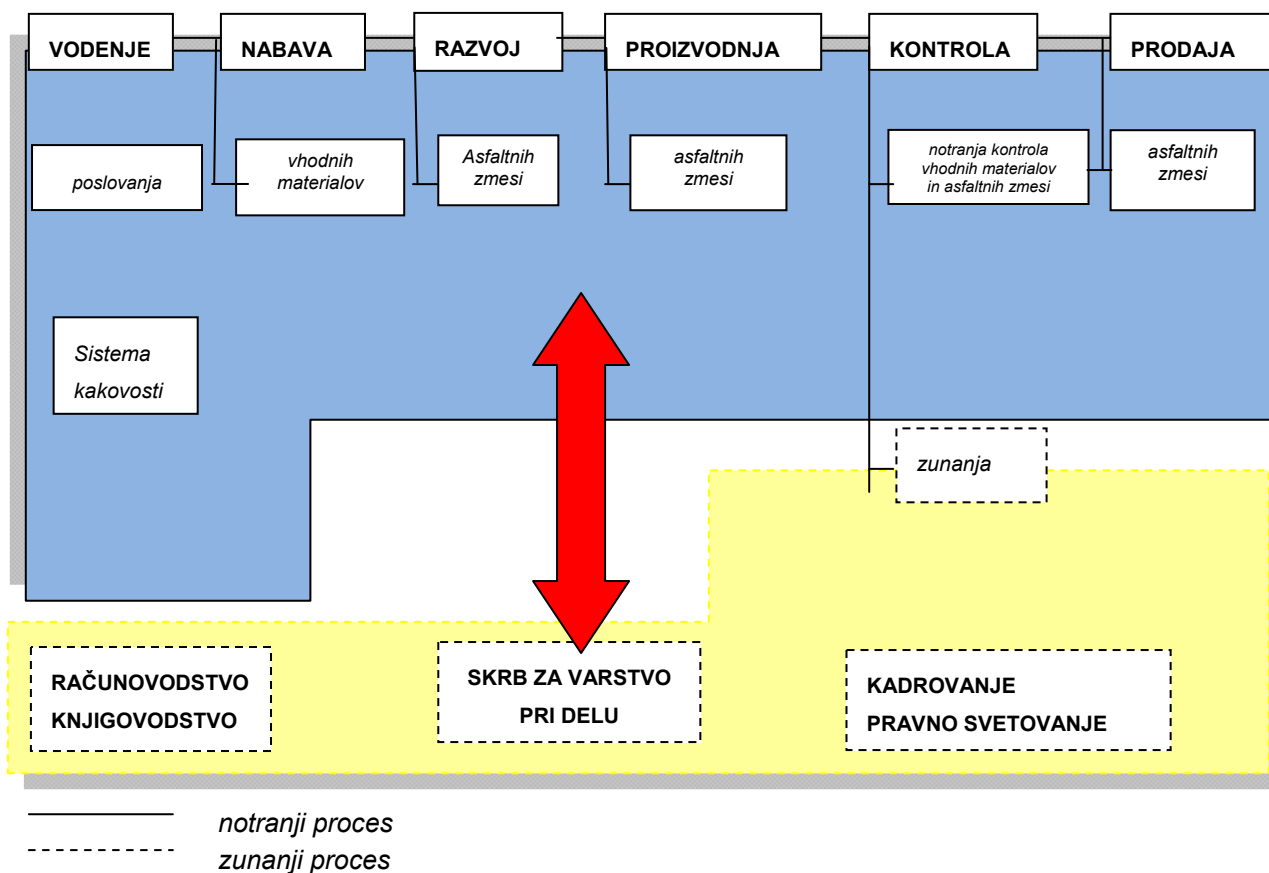 VODENJE
NABAVA
RAZVOJ
PROIZVODNJA
KONTROLA
PRODAJA
poslovanja
vhodnih
materialov
Asfaltnih
zmesi
asfaltnih
zmesi
notranja kontrola
vhodnih materialov
in asfaltnih zmesi
asfaltnih
zmesi
Sistema
kakovosti
zunanja
RAČUNOVODSTVO
KNJIGOVODSTVO
SKRB ZA VARSTVO
PRI DELU
KADROVANJE
PRAVNO SVETOVANJE
notranji proces
zunanji proces